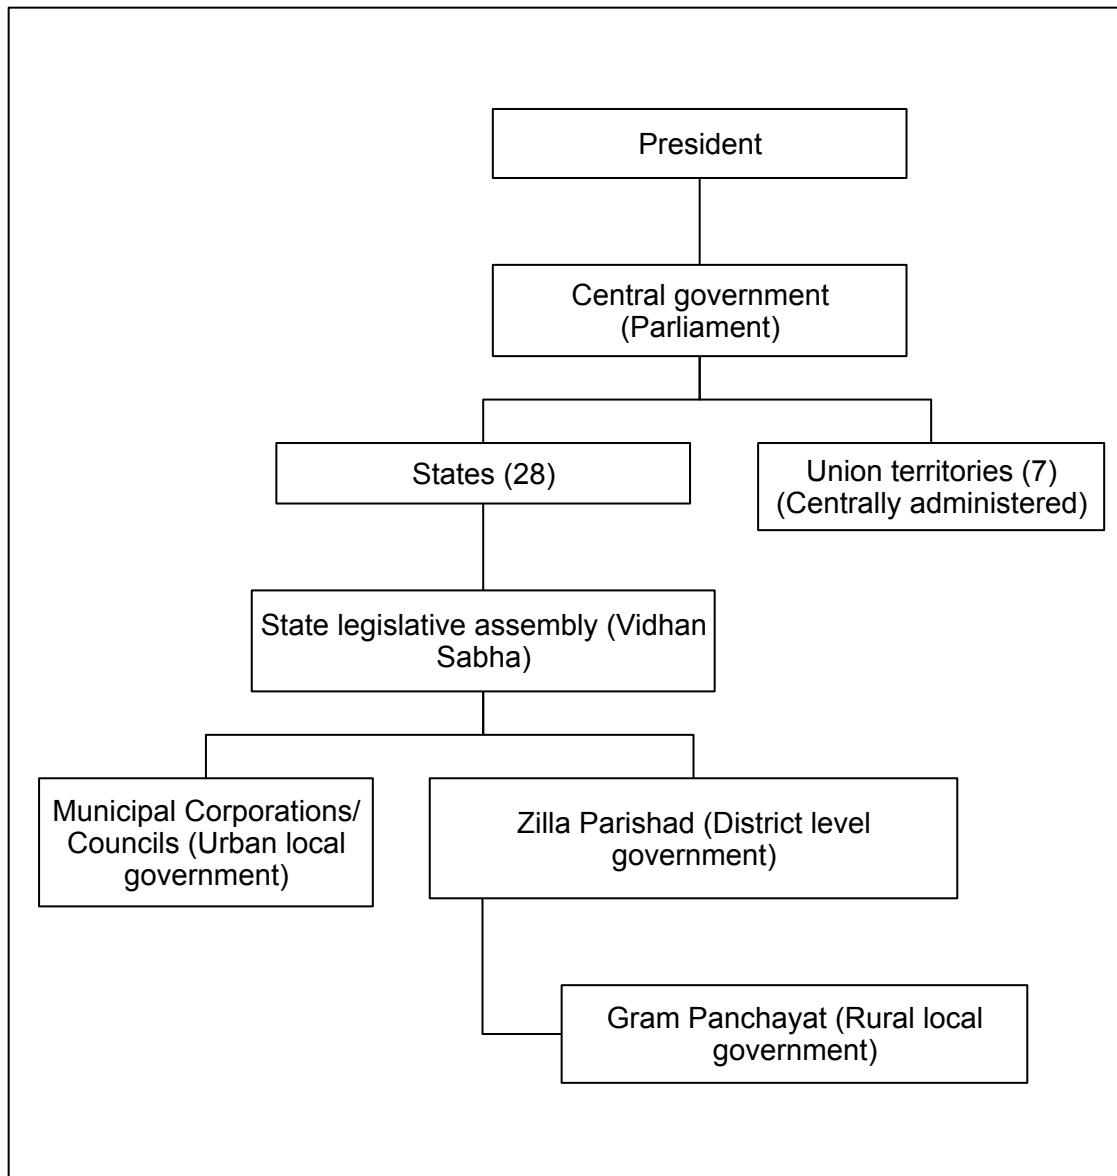 President
Central government
(Parliament)
States (28)
Union territories (7)
(Centrally administered)
State legislative assembly (Vidhan
Sabha)
Municipal Corporations/
Councils (Urban local
government)
Zilla Parishad (District level
government)
Gram Panchayat (Rural local
government)